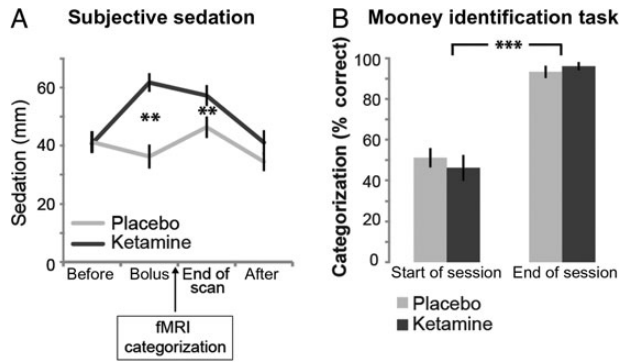 A Subjective sedation
Sedation (mm)
60
40
20
0
**
**
Placebo
Ketamine
Before Bolus End of scan After
fMRI
categorization
B Mooney identification task
***
Categorization (% correct)
100
80
60
40
20
0
Start of session End of session
Placebo
Ketamine